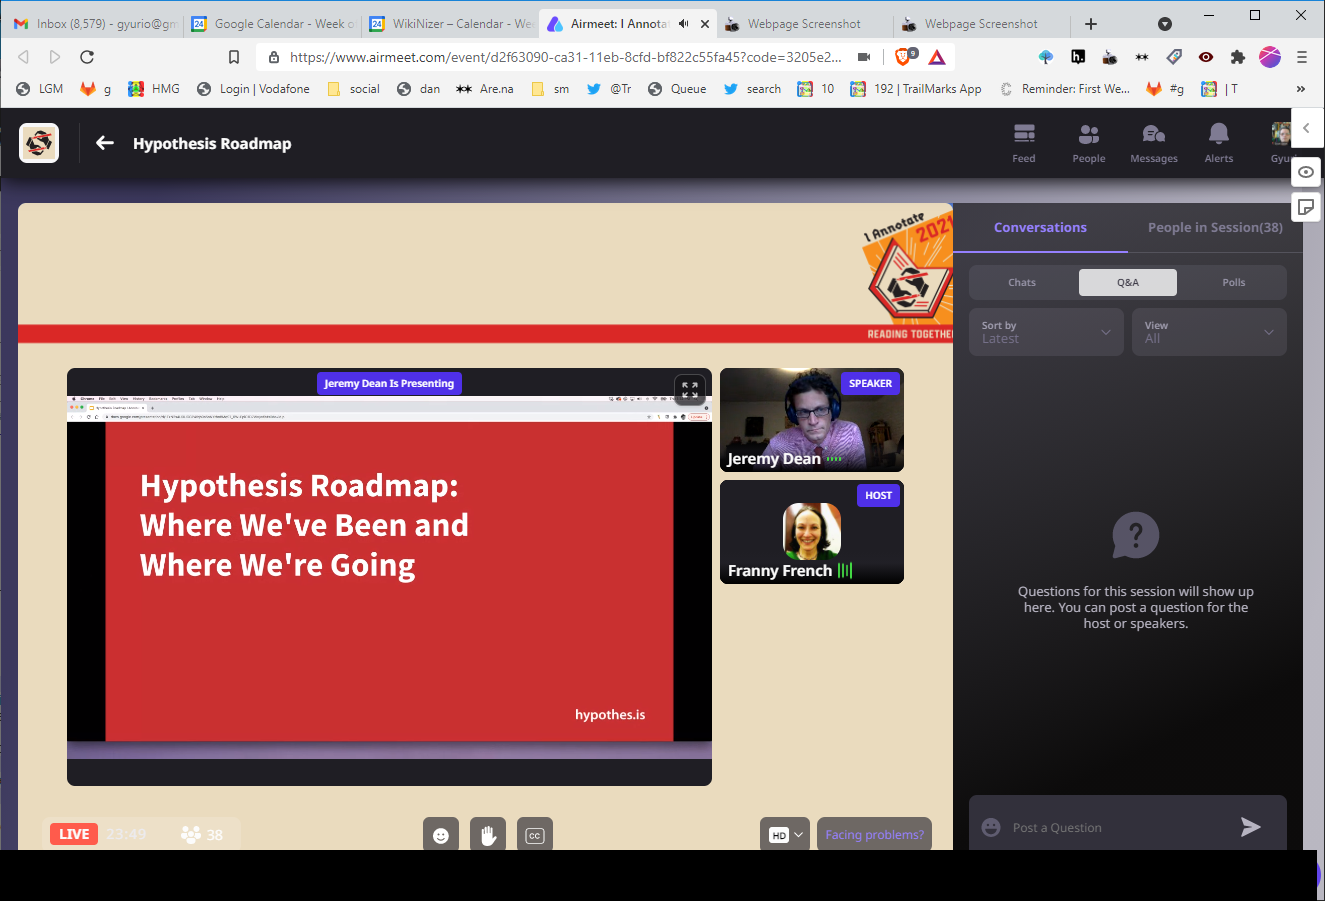 Inbox (8,579) - gyurio@gm
Google Calendar - Week o
WikiNizer – Calendar - We
Airmeet: I Annota
Webpage Screenshot
Webpage Screenshot
https://www.airmeet.com/event/d2f63090-ca31-11eb-8cfd-bf822c55fa45?code=3205e2...
9
LGM
g
HMG
Login | Vodafone
social
dan
Are.na
sm
@Tr
Queue
search
10
192 | TrailMarks App
Reminder: First We...
#g
| T
»
Hypothesis Roadmap
Feed
People
Messages
Alerts
Gyu
I Annotate
2021
READING TOGETHE
Conversations
People in Session(38)
Chats
Q&A
Polls
Sort by
Latest
View
All
Jeremy Dean Is Presenting
Hypothesis Roadmap:
Where We've Been and
Where We're Going
hypothes.is
SPEAKER
Jeremy Dean
HOST
Franny French
Questions for this session will show up
here. You can post a question for the
host or speakers.
LIVE
23:49
38
CC
HD
Facing problems?
Post a Question